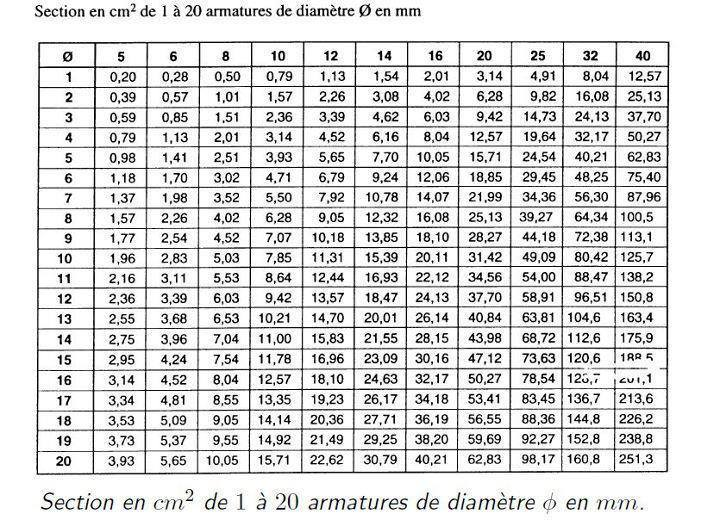 Section en cm² de 1 à 20 armatures de diamètre Ø en mm
Ø 5 6 8 10 12 14 16 20 25 32 40
1 0,20 0,28 0,50 0,79 1,13 1,54 2,01 3,14 4,91 8,04 12,57
2 0,39 0,57 1,01 1,57 2,26 3,08 4,02 6,28 9,82 16,08 25,13
3 0,59 0,85 1,51 2,36 3,39 4,62 6,03 9,42 14,73 24,13 37,70
4 0,79 1,13 2,01 3,14 4,52 6,16 8,04 12,57 19,64 32,17 50,27
5 0,98 1,41 2,51 3,93 5,65 7,70 10,05 15,71 24,54 40,21 62,83
6 1,18 1,70 3,02 4,71 6,79 9,24 12,06 18,85 29,45 48,25 75,40
7 1,37 1,98 3,52 5,50 7,92 10,78 14,07 21,99 34,36 56,30 87,96
8 1,57 2,26 4,02 6,28 9,05 12,32 16,08 25,13 39,27 64,34 100,5
9 1,77 2,54 4,52 7,07 10,18 13,85 18,10 28,27 44,18 72,38 113,1
10 1,96 2,83 5,03 7,85 11,31 15,39 20,11 31,42 49,09 80,42 125,7
11 2,16 3,11 5,53 8,64 12,44 16,93 22,12 34,56 54,00 88,47 138,2
12 2,36 3,39 6,03 9,42 13,57 18,47 24,13 37,70 58,91 96,51 150,8
13 2,55 3,68 6,53 10,21 14,70 20,01 26,14 40,84 63,81 104,6 163,4
14 2,75 3,96 7,04 11,00 15,83 21,55 28,15 43,98 68,72 112,6 175,9
15 2,95 4,24 7,54 11,78 16,96 23,09 30,16 47,12 73,63 120,6 188,5
16 3,14 4,52 8,04 12,57 18,10 24,63 32,17 50,27 78,54
17 3,34 4,81 8,55 13,35 19,23 26,17 34,18 53,41 83,45 136,7 213,6
18 3,53 5,09 9,05 14,14 20,36 27,71 36,19 56,55 88,36 144,8 226,2
19 3,73 5,37 9,55 14,92 21,49 29,25 38,20 59,69 92,27 152,8 238,8
20 3,93 5,65 10,05 15,71 22,62 30,79 40,21 62,83 98,17 160,8 251,3
Section en cm² de 1 à 20 armatures de diamètre ϕ en mm.